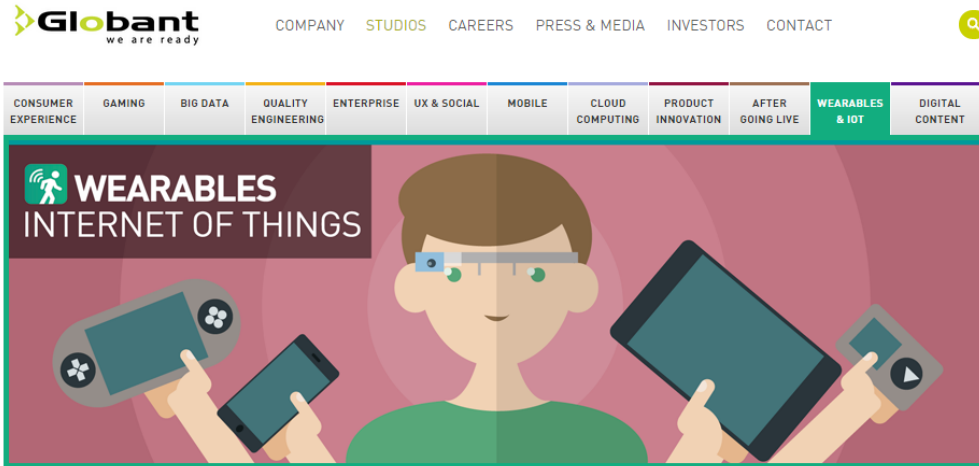 Globant
we are ready
COMPANY STUDIOS CAREERS PRESS & MEDIA INVESTORS CONTACT
CONSUMER EXPERIENCE
GAMING
BIG DATA
QUALITY ENGINEERING
ENTERPRISE
UX & SOCIAL
MOBILE
CLOUD COMPUTING
PRODUCT INNOVATION
AFTER GOING LIVE
WEARABLES & IOT
DIGITAL CONTENT
WEARABLES
INTERNET OF THINGS